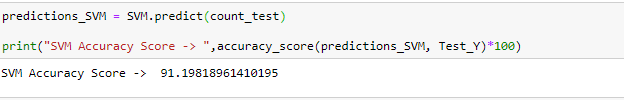 predictions_SVM = SVM.predict(count_test)
print("SVM Accuracy Score -> ",accuracy_score(predictions_SVM, Test_Y)*100)
SVM Accuracy Score ->  91.19818961410195